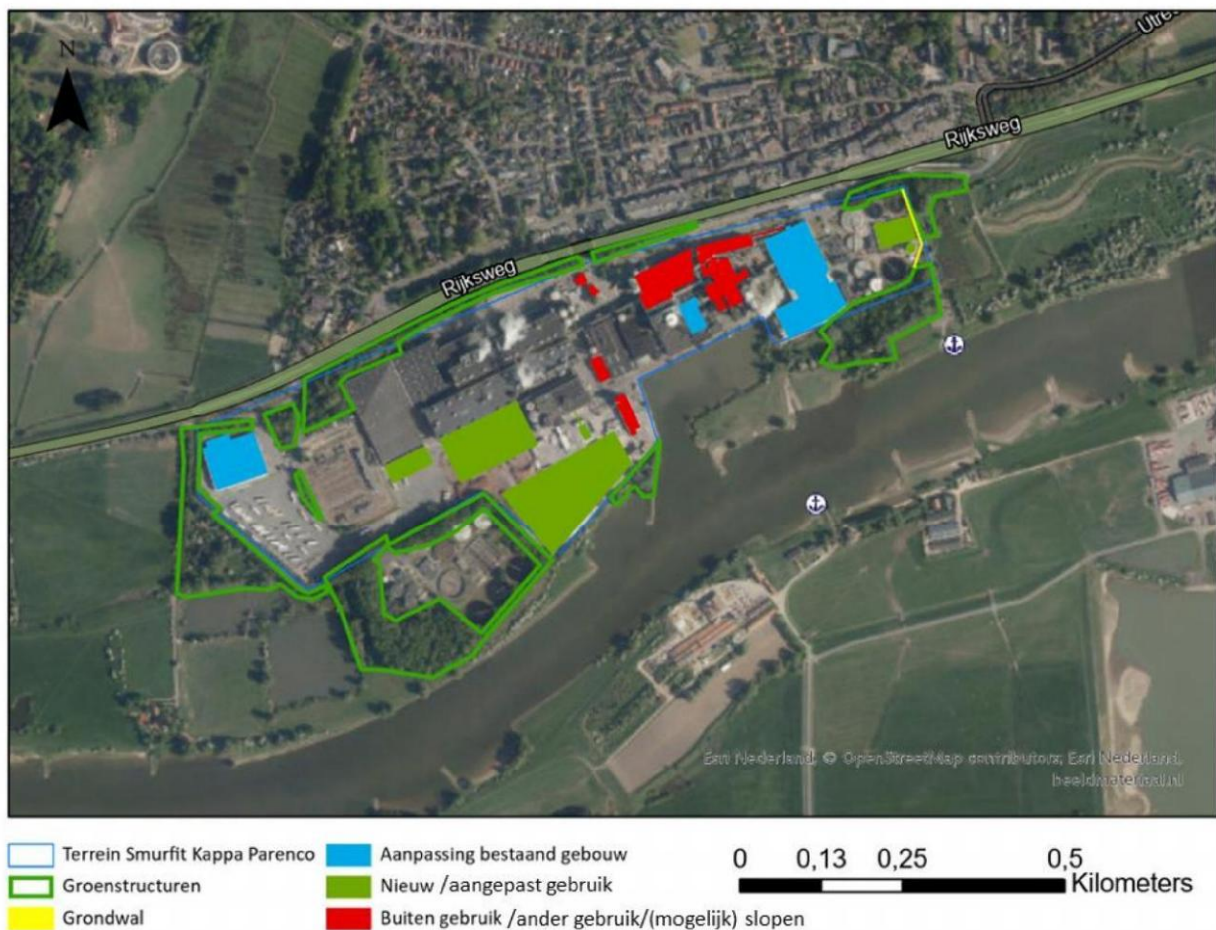 N
Utre
Rijksweg
Rijksweg
Esri Nederland, © OpenStreetMap contributors, Esri Nederland,
beeldmateriaal.nl
Terrein Smurfit Kappa Parenco
Groenstructuren
Grondwal
Aanpassing bestaand gebouw
Nieuw /aangepast gebruik
Buiten gebruik /ander gebruik/(mogelijk) slopen
0 0,13 0,25 0,5
Kilometers